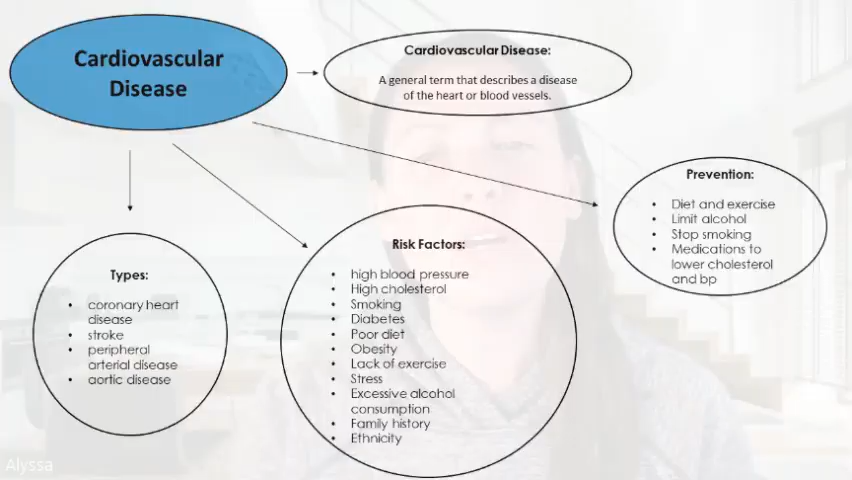 Cardiovascular
Disease
Cardiovascular Disease:
A general term that describes a disease
of the heart or blood vessels.
Prevention:
• Diet and exercise
• Limit alcohol
• Stop smoking
• Medications to
lower cholesterol
and bp
Types:
• coronary heart
disease
• stroke
• peripheral
arterial disease
• aortic disease
Risk Factors:
• high blood pressure
• High cholesterol
• Smoking
• Diabetes
• Poor diet
• Obesity
• Lack of exercise
• Stress
• Excessive alcohol
consumption
• Family history
• Ethnicity
Alyssa